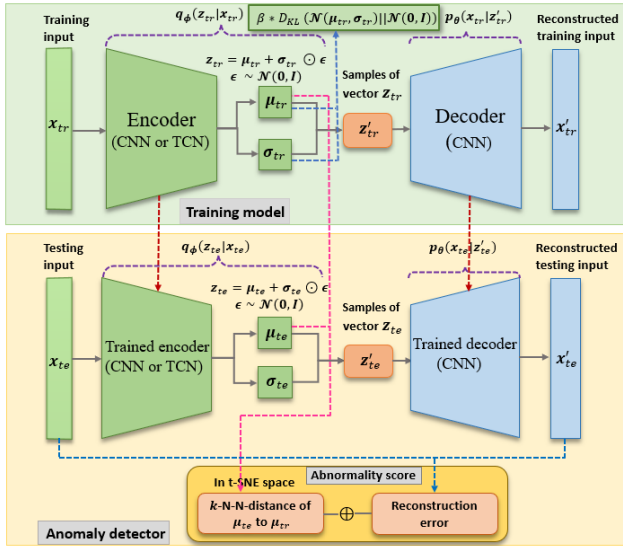 Training
input
q_ϕ(z_tr|x_tr)
β * D_KL (𝒩(μ_tr, σ_tr)||𝒩(0, I))
p_θ(x_tr|z′_tr)
Reconstructed
training input
z_tr = μ_tr + σ_tr ⊙ ϵ
ϵ ~ 𝒩(0, I)
Samples of
vector z_tr
x_tr
Encoder
(CNN or TCN)
μ_tr
σ_tr
z′_tr
Decoder
(CNN)
x′_tr
Training model
Testing
input
q_ϕ(z_te|x_te)
p_θ(x_te|z′_te)
Reconstructed
testing input
z_te = μ_te + σ_te ⊙ ϵ
ϵ ~ 𝒩(0, I)
Samples of
vector z_te
x_te
Trained encoder
(CNN or TCN)
μ_te
σ_te
z′_te
Trained decoder
(CNN)
x′_te
In t-SNE space
Abnormality score
k-N-N-distance of
μ_te to μ_tr
⊕
Reconstruction
error
Anomaly detector